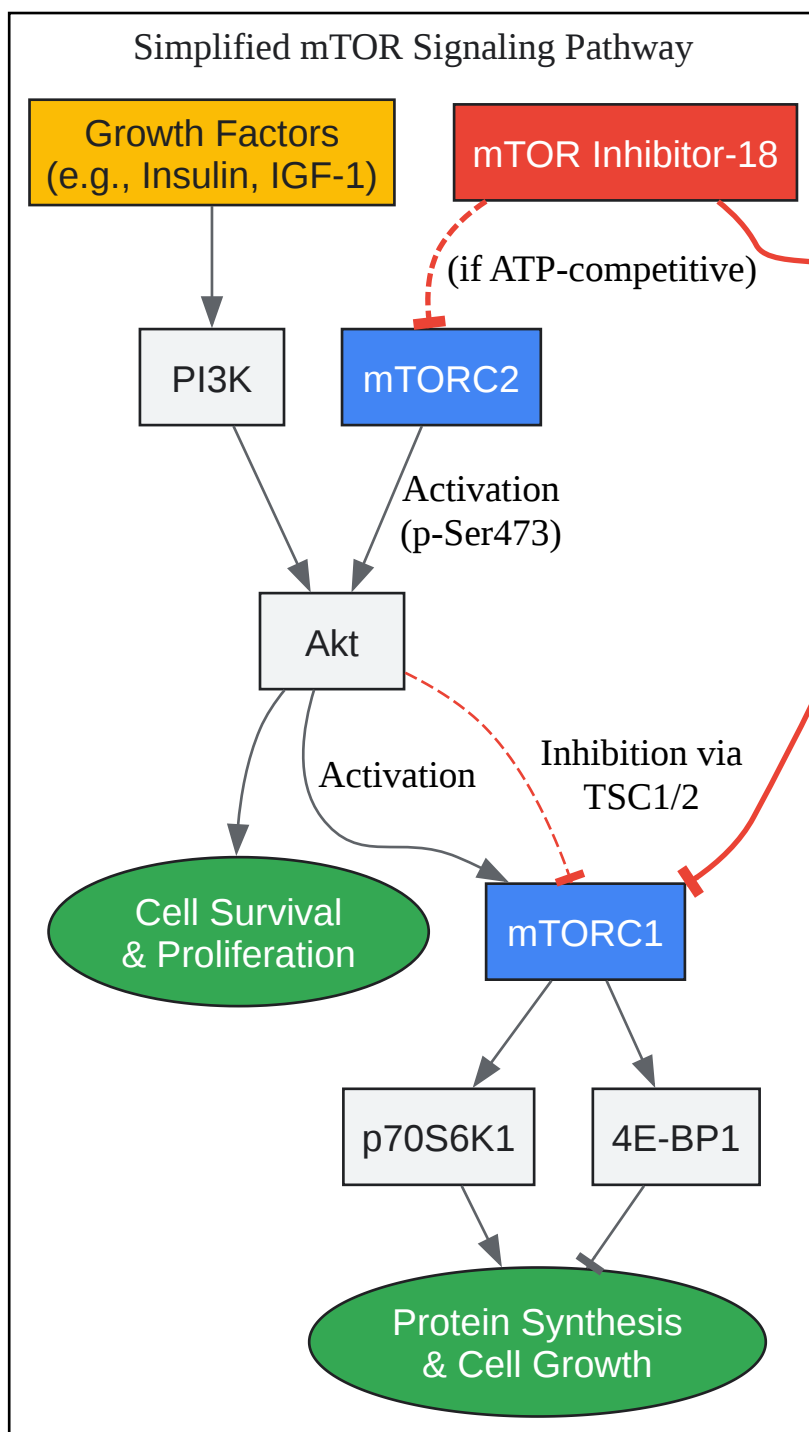 Simplified mTOR Signaling Pathway
Growth Factors
(e.g., Insulin, IGF-1)
mTOR Inhibitor-18
(if ATP-competitive)
PI3K
mTORC2
Activation
(p-Ser473)
Akt
Activation
Inhibition via
TSC1/2
Cell Survival
& Proliferation
mTORC1
p70S6K1
4E-BP1
Protein Synthesis
& Cell Growth